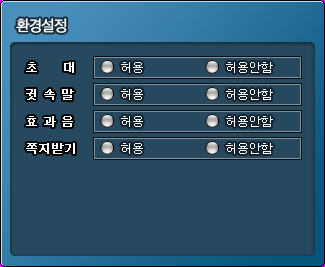 환경설정
초 대 허용 허용안함
귓 속 말 허용 허용안함
효 과 음 허용 허용안함
쪽지받기 허용 허용안함